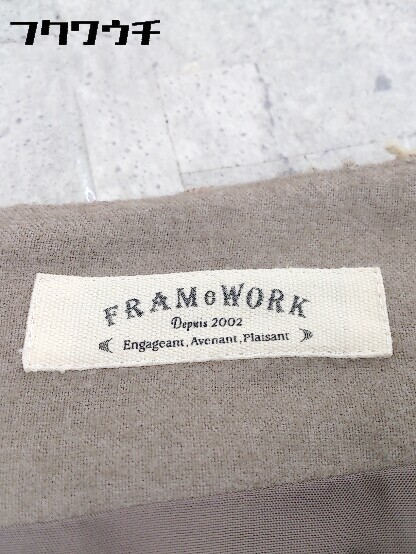 フクワウチ
FRAMeWORK
Depuis 2002
Engageant, Avenant, Plaisant